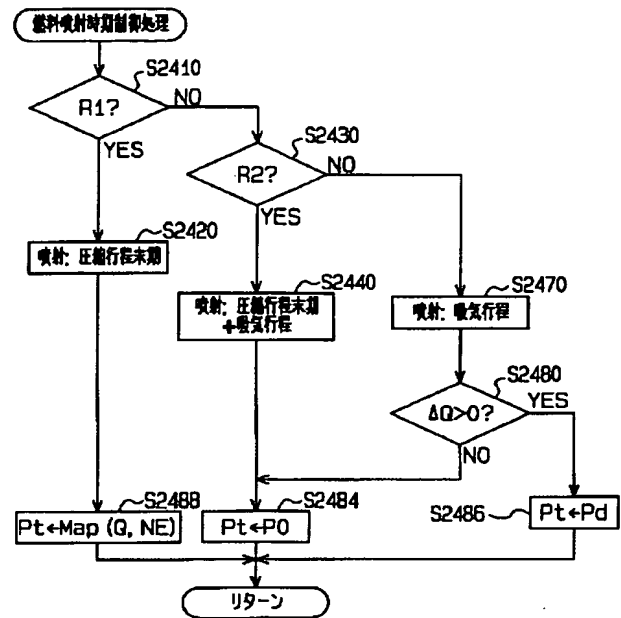 燃料噴射時期制御処理
S2410
R1?
NO
YES
S2430
R2?
NO
YES
S2420
噴射: 圧縮行程末期
S2440
噴射: 圧縮行程末期
+吸気行程
S2470
噴射: 吸気行程
S2480
ΔQ>0?
YES
NO
S2488
Pt←Map (Q, NE)
S2484
Pt←P0
S2486
Pt←Pd
リターン